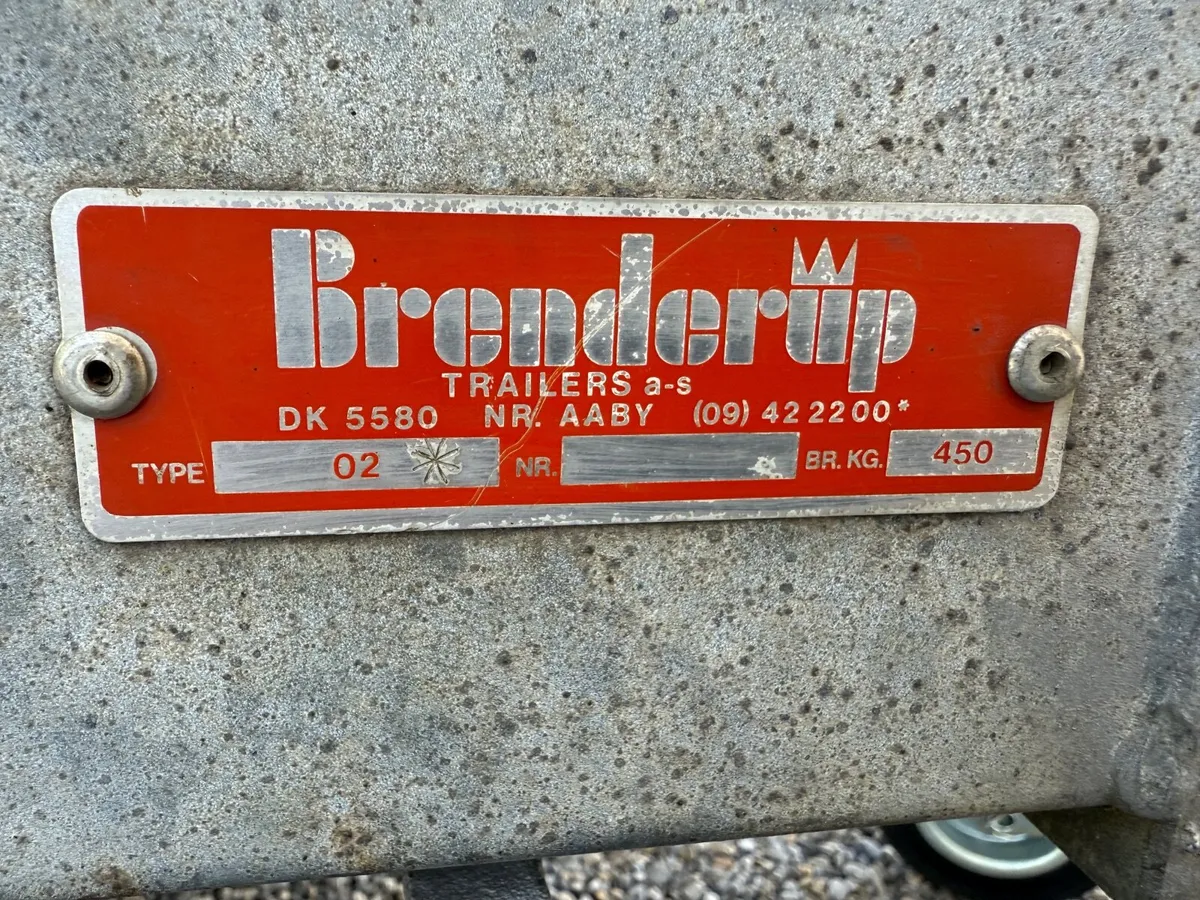 Brenderup
TRAILERS a-s
DK 5580 NR. AABY (09) 42 22 00*
TYPE 02 NR. BR. KG. 450